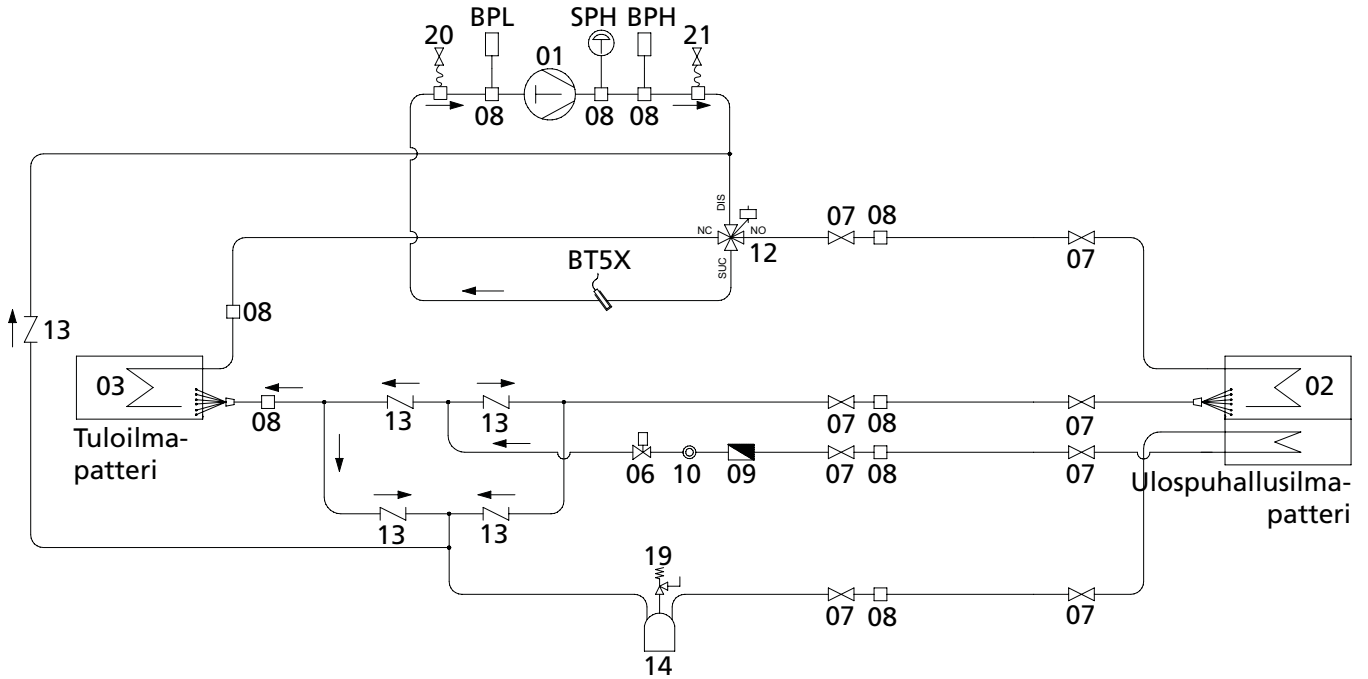 BPL
SPH
BPH
20
01
21
08
08
08
DIS
NC
NO
SUC
12
07
08
07
BT5X
08
13
03
02
08
13
13
07
08
07
Tuloilma-
patteri
06
10
09
07
08
07
Ulospuhallusilma-
patteri
13
13
19
07
08
07
14